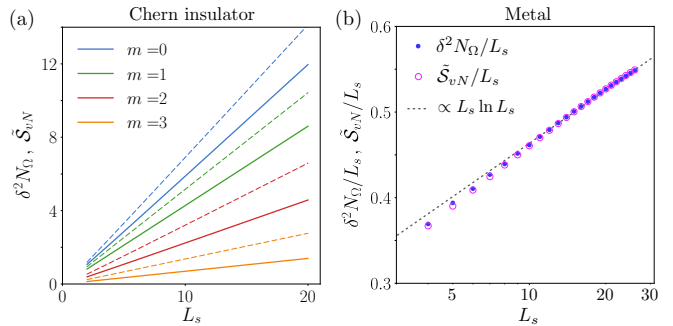 (a) Chern insulator
δ²N_Ω , S̃_vN
12
8
4
0
m =0
m =1
m =2
m =3
0 10 20
L_s
(b) Metal
δ²N_Ω/L_s , S̃_vN/L_s
0.6
0.5
0.4
0.3
δ²N_Ω/L_s
S̃_vN/L_s
∝ L_s ln L_s
5 10 20 30
L_s